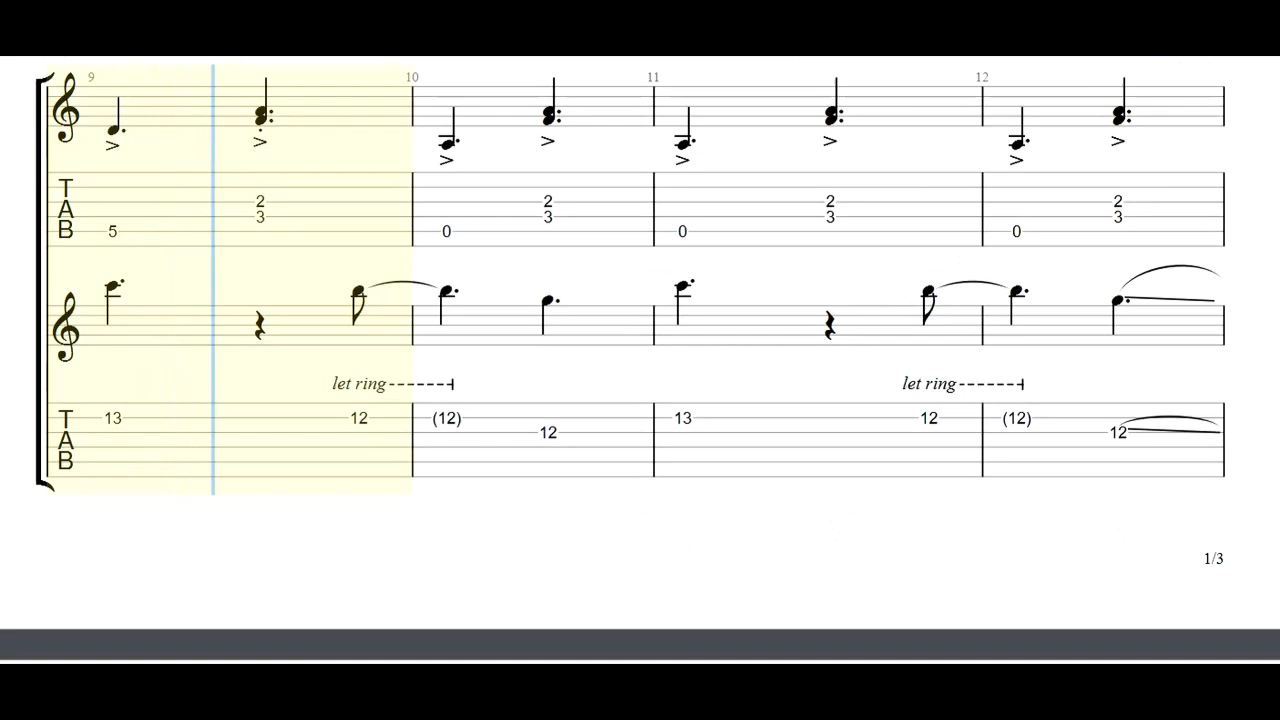 9 10 11 12
T 2 2 2 2
A 3 3 3 3
B 5 0 0 0
let ring let ring
T 13 12 (12) 13 12 (12)
A 12 12
B
1/3